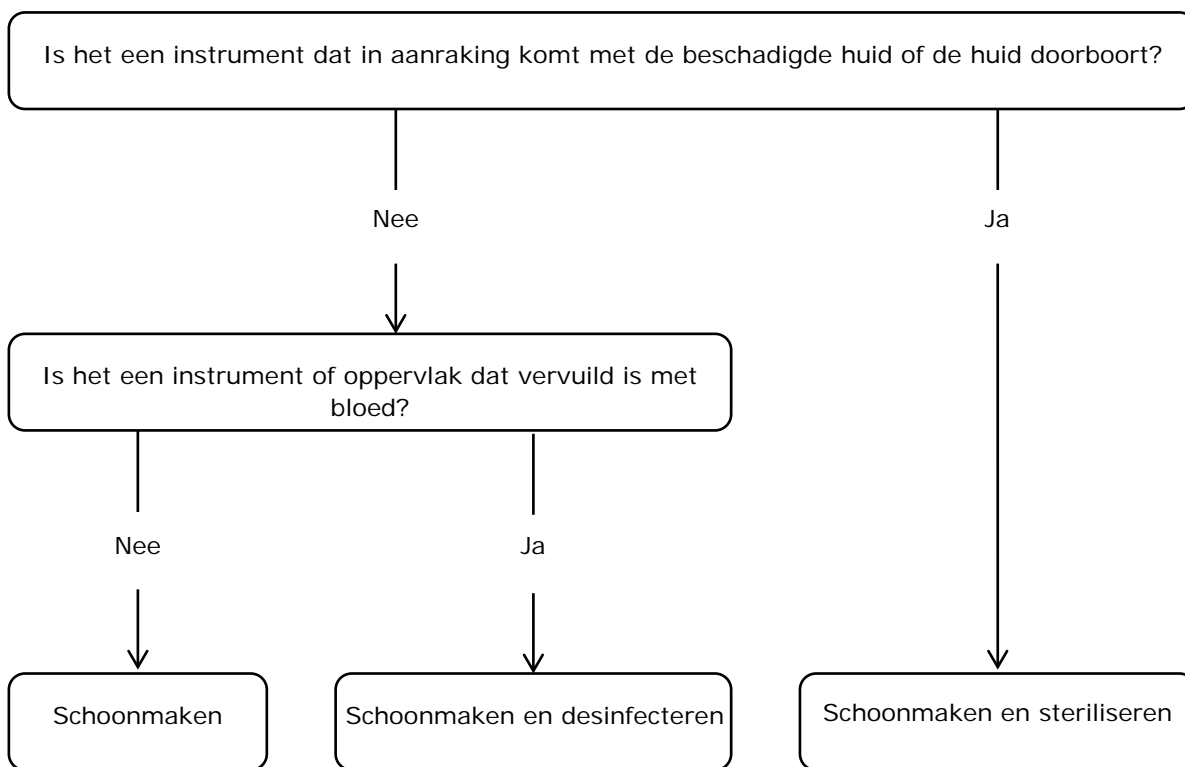 Is het een instrument dat in aanraking komt met de beschadigde huid of de huid doorboort?
Nee
Ja
Is het een instrument of oppervlak dat vervuild is met
bloed?
Nee
Ja
Schoonmaken
Schoonmaken en desinfecteren
Schoonmaken en steriliseren